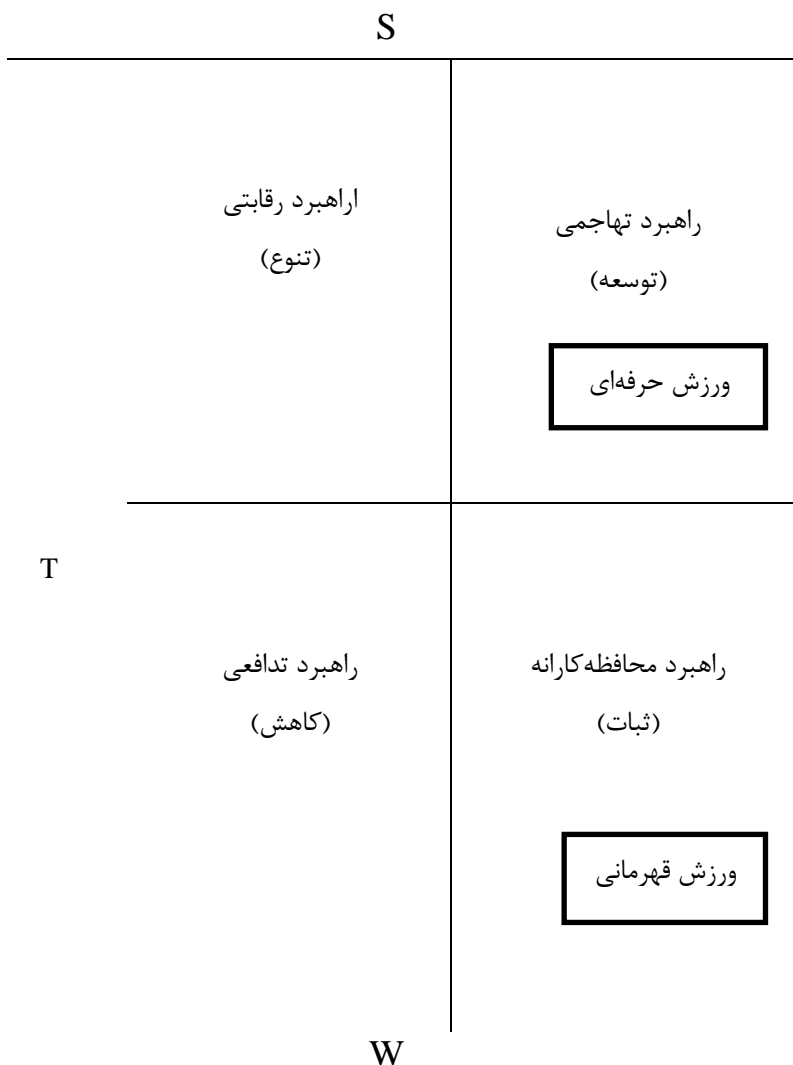 S
راهبرد تهاجمی
(توسعه)
ورزش حرفه‌ای
اراهبرد رقابتی
(تنوع)
T
راهبرد محافظه‌کارانه
(ثبات)
ورزش قهرمانی
راهبرد تدافعی
(کاهش)
W